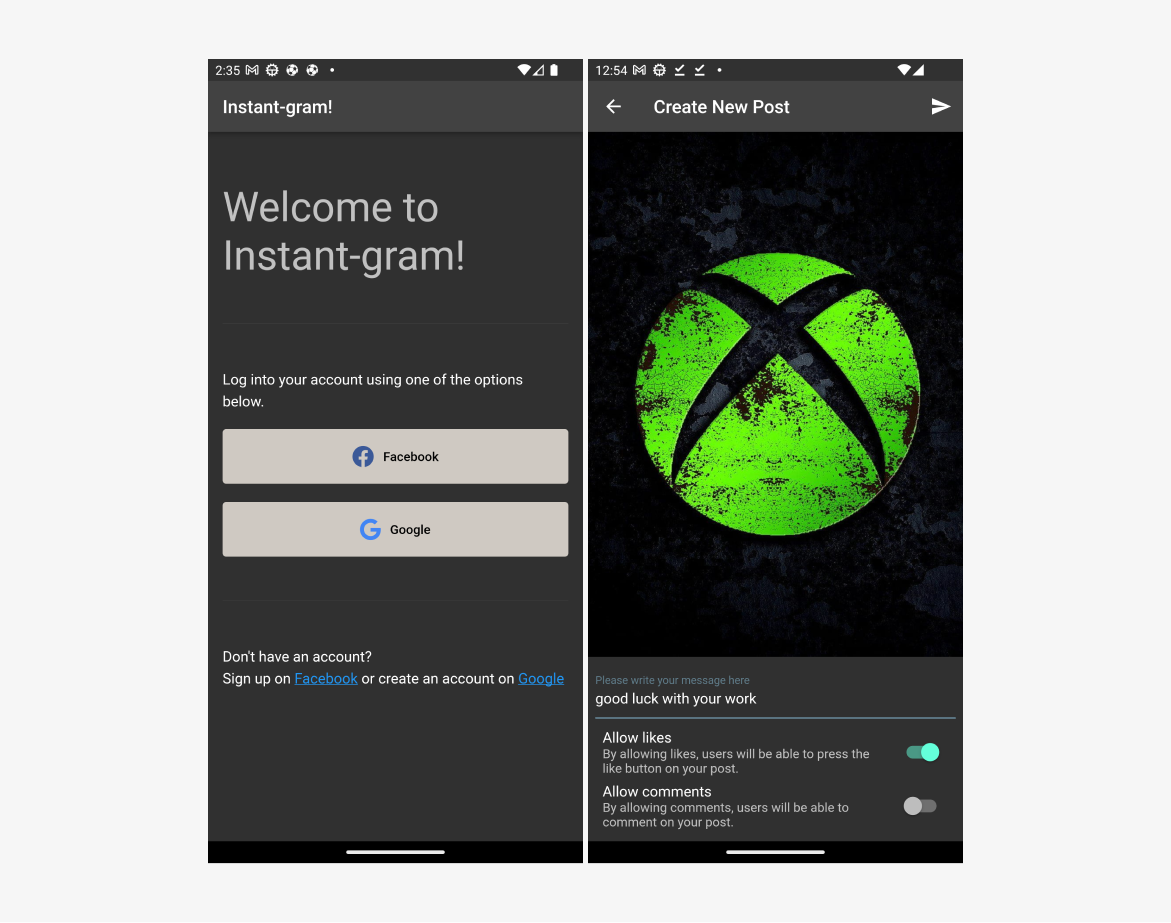 2:35
Instant-gram!
Welcome to
Instant-gram!
Log into your account using one of the options
below.
Facebook
Google
Don't have an account?
Sign up on Facebook or create an account on Google
12:54
Create New Post
Please write your message here
good luck with your work
Allow likes
By allowing likes, users will be able to press the
like button on your post.
Allow comments
By allowing comments, users will be able to
comment on your post.